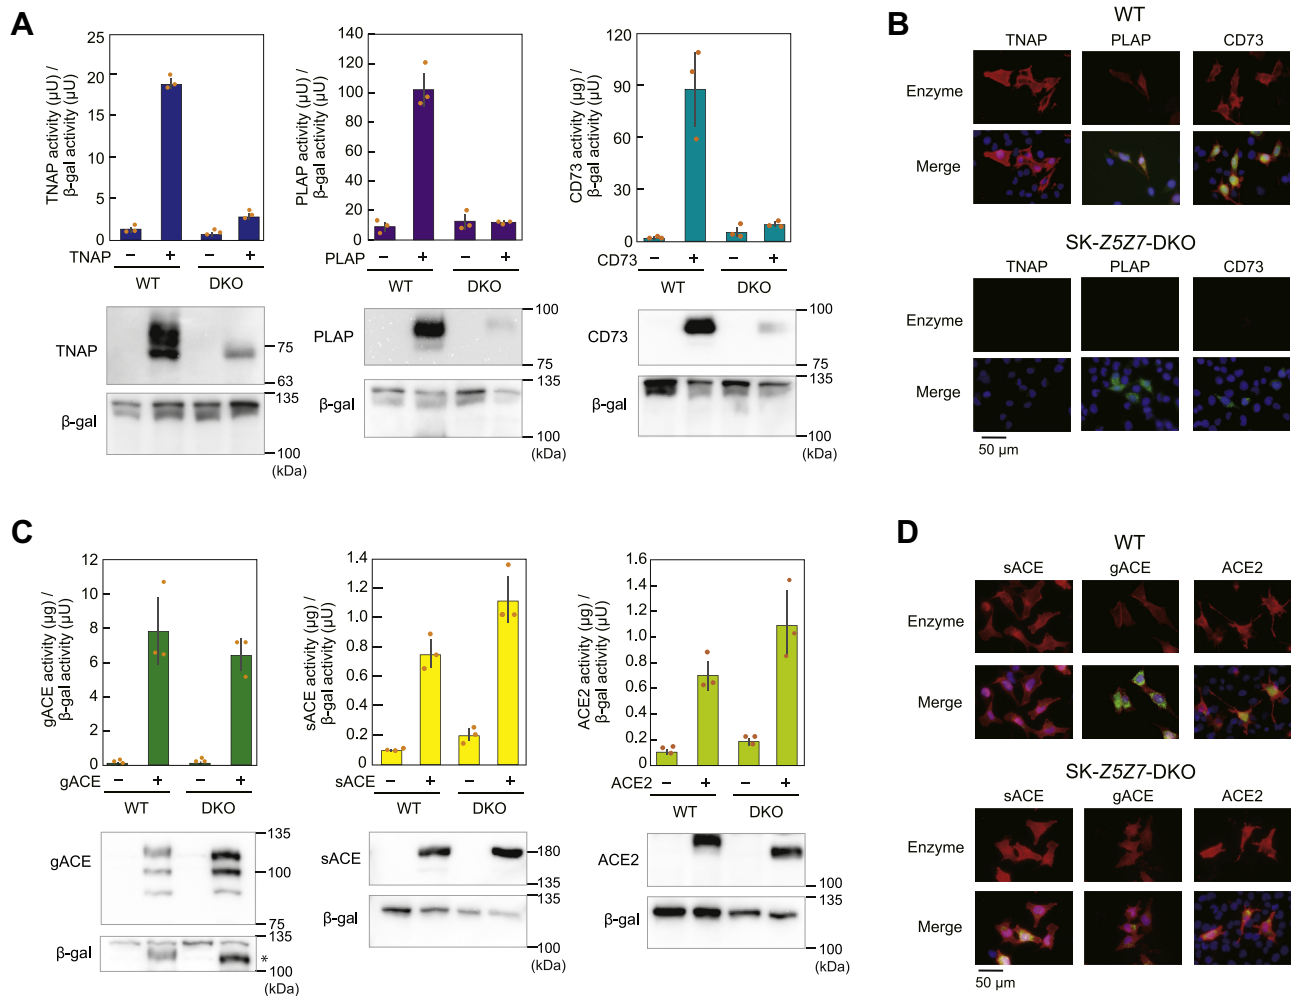 A
TNAP activity (μU) /
β-gal activity (μU)
25
20
15
10
5
0
TNAP
− + − +
WT DKO
TNAP
75
63
β-gal
135
100
(kDa)
PLAP activity (μU) /
β-gal activity (μU)
140
120
100
80
60
40
20
0
PLAP
− + − +
WT DKO
PLAP
100
75
β-gal
135
100
(kDa)
CD73 activity (μg) /
β-gal activity (μU)
120
90
60
30
0
CD73
− + − +
WT DKO
CD73
100
75
β-gal
135
100
(kDa)
B
WT
TNAP PLAP CD73
Enzyme
Merge
SK-Z5Z7-DKO
TNAP PLAP CD73
Enzyme
Merge
50 μm
C
gACE activity (μg) /
β-gal activity (μU)
12
10
8
6
4
2
0
gACE
− + − +
WT DKO
gACE
135
100
75
β-gal
135
*
100
(kDa)
sACE activity (μg) /
β-gal activity (μU)
1.4
1.2
1.0
0.8
0.6
0.4
0.2
0
sACE
− + − +
WT DKO
sACE
180
135
β-gal
135
100
(kDa)
ACE2 activity (μg) /
β-gal activity (μU)
1.6
1.4
1.2
1.0
0.8
0.6
0.4
0.2
0
ACE2
− + − +
WT DKO
ACE2
100
β-gal
135
100
(kDa)
D
WT
sACE gACE ACE2
Enzyme
Merge
SK-Z5Z7-DKO
sACE gACE ACE2
Enzyme
Merge
50 μm